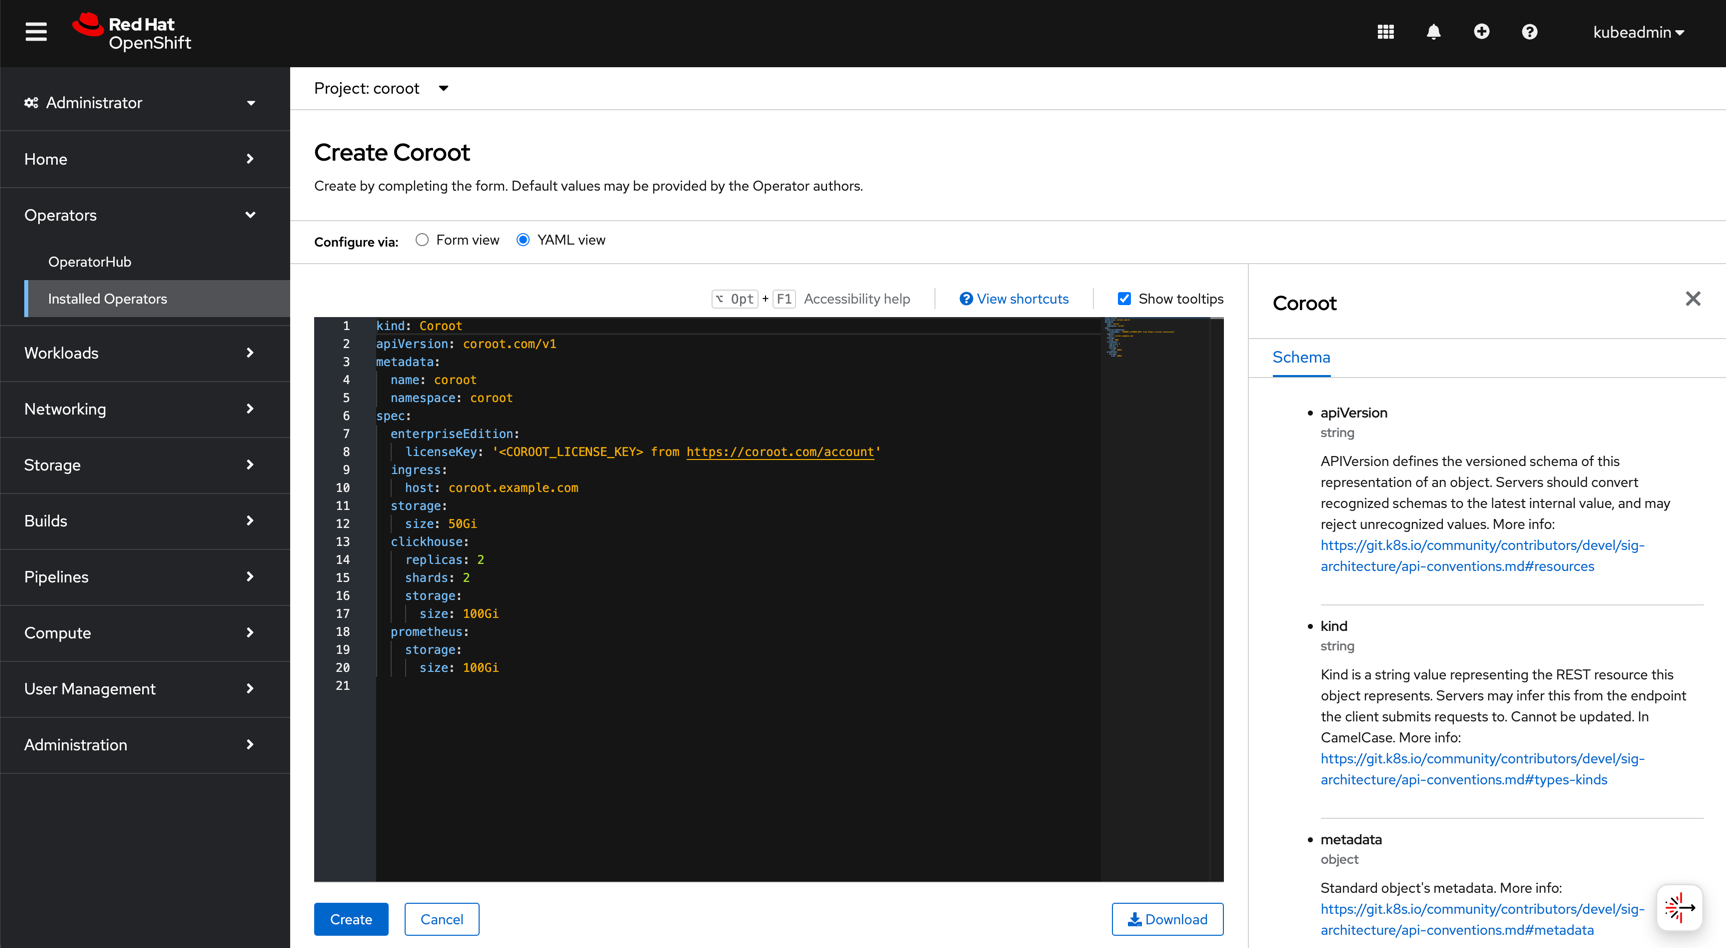 Red Hat
OpenShift
kubeadmin
Administrator
Home
Operators
OperatorHub
Installed Operators
Workloads
Networking
Storage
Builds
Pipelines
Compute
User Management
Administration
Project: coroot
Create Coroot
Create by completing the form. Default values may be provided by the Operator authors.
Configure via: Form view YAML view
⌥ Opt + F1 Accessibility help View shortcuts Show tooltips
1 kind: Coroot
2 apiVersion: coroot.com/v1
3 metadata:
4 name: coroot
5 namespace: coroot
6 spec:
7 enterpriseEdition:
8 licenseKey: '<COROOT_LICENSE_KEY> from https://coroot.com/account'
9 ingress:
10 host: coroot.example.com
11 storage:
12 size: 50Gi
13 clickhouse:
14 replicas: 2
15 shards: 2
16 storage:
17 size: 100Gi
18 prometheus:
19 storage:
20 size: 100Gi
21
Create Cancel Download
Coroot
Schema
• apiVersion
string
APIVersion defines the versioned schema of this
representation of an object. Servers should convert
recognized schemas to the latest internal value, and may
reject unrecognized values. More info:
https://git.k8s.io/community/contributors/devel/sig-
architecture/api-conventions.md#resources
• kind
string
Kind is a string value representing the REST resource this
object represents. Servers may infer this from the endpoint
the client submits requests to. Cannot be updated. In
CamelCase. More info:
https://git.k8s.io/community/contributors/devel/sig-
architecture/api-conventions.md#types-kinds
• metadata
object
Standard object's metadata. More info:
https://git.k8s.io/community/contributors/devel/sig-
architecture/api-conventions.md#metadata